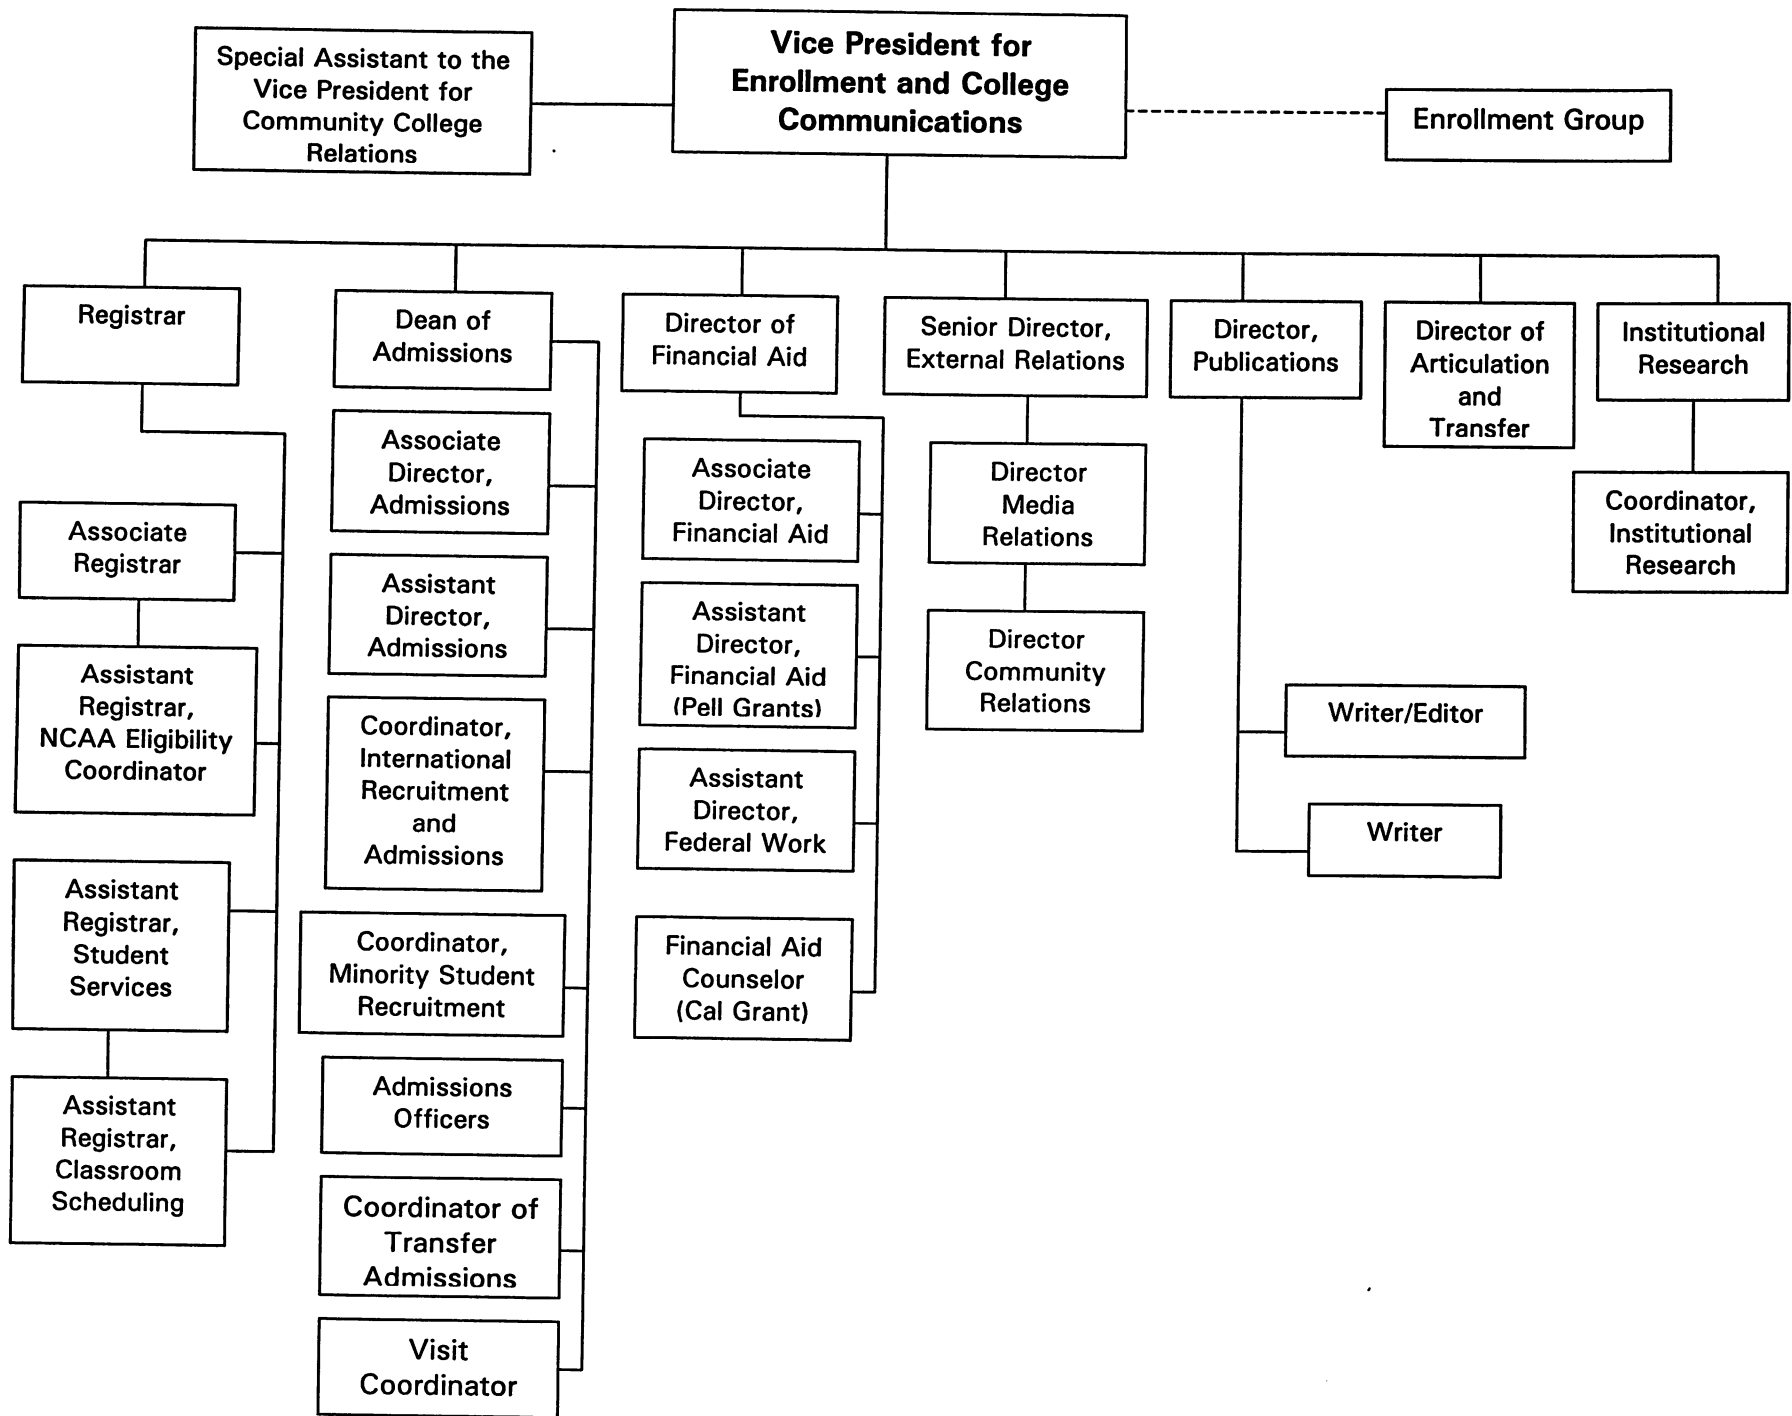 Special Assistant to the
Vice President for
Community College
Relations
Vice President for
Enrollment and College
Communications
Enrollment Group
Registrar
Associate
Registrar
Assistant
Registrar,
NCAA Eligibility
Coordinator
Assistant
Registrar,
Student
Services
Assistant
Registrar,
Classroom
Scheduling
Dean of
Admissions
Associate
Director,
Admissions
Assistant
Director,
Admissions
Coordinator,
International
Recruitment
and
Admissions
Coordinator,
Minority Student
Recruitment
Admissions
Officers
Coordinator of
Transfer
Admissions
Visit
Coordinator
Director of
Financial Aid
Associate
Director,
Financial Aid
Assistant
Director,
Financial Aid
(Pell Grants)
Assistant
Director,
Federal Work
Financial Aid
Counselor
(Cal Grant)
Senior Director,
External Relations
Director
Media
Relations
Director
Community
Relations
Director,
Publications
Writer/Editor
Writer
Director of
Articulation
and
Transfer
Institutional
Research
Coordinator,
Institutional
Research